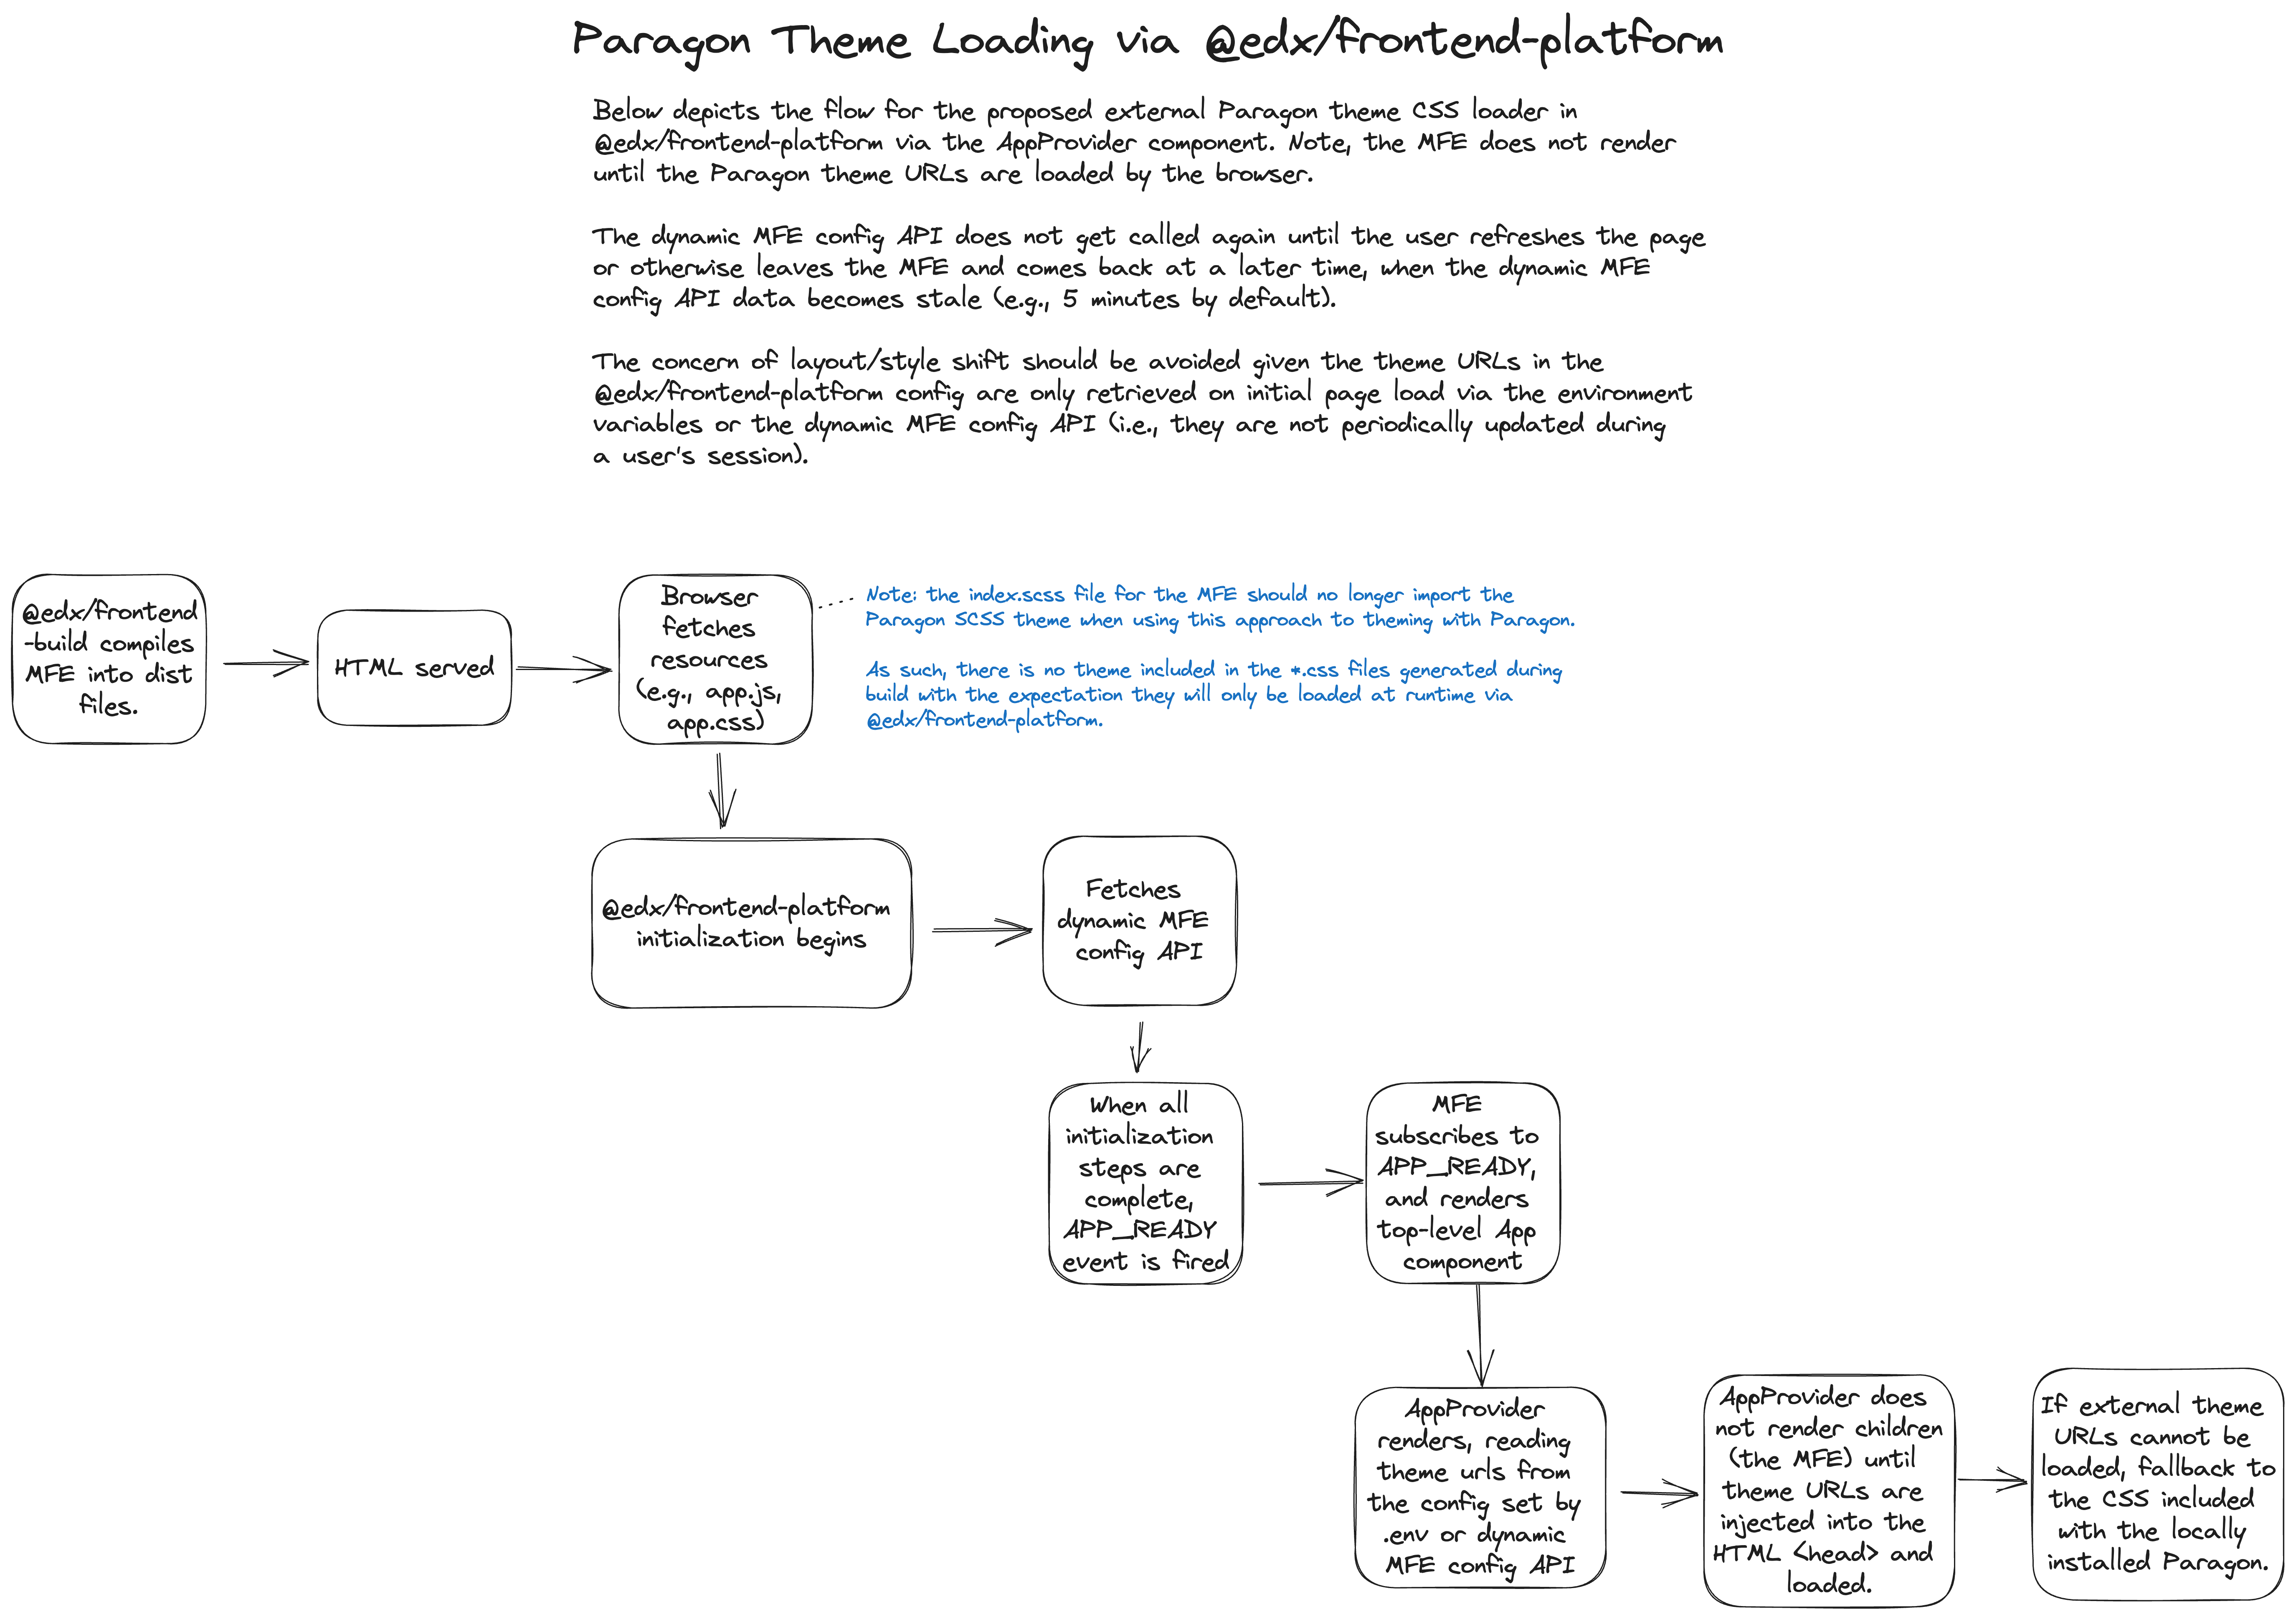 Paragon Theme Loading via @edx/frontend-platform
Below depicts the flow for the proposed external Paragon theme CSS loader in
@edx/frontend-platform via the AppProvider component. Note, the MFE does not render
until the Paragon theme URLs are loaded by the browser.
The dynamic MFE config API does not get called again until the user refreshes the page
or otherwise leaves the MFE and comes back at a later time, when the dynamic MFE
config API data becomes stale (e.g., 5 minutes by default).
The concern of layout/style shift should be avoided given the theme URLs in the
@edx/frontend-platform config are only retrieved on initial page load via the environment
variables or the dynamic MFE config API (i.e., they are not periodically updated during
a user's session).
@edx/frontend
-build compiles
MFE into dist
files.
HTML served
Browser
fetches
resources
(e.g., app.js,
app.css)
Note: the index.scss file for the MFE should no longer import the
Paragon SCSS theme when using this approach to theming with Paragon.
As such, there is no theme included in the *.css files generated during
build with the expectation they will only be loaded at runtime via
@edx/frontend-platform.
@edx/frontend-platform
initialization begins
Fetches
dynamic MFE
config API
When all
initialization
steps are
complete,
APP_READY
event is fired
MFE
subscribes to
APP_READY,
and renders
top-level App
component
AppProvider
renders, reading
theme urls from
the config set by
.env or dynamic
MFE config API
AppProvider does
not render children
(the MFE) until
theme URLs are
injected into the
HTML <head> and
loaded.
If external theme
URLs cannot be
loaded, fallback to
the CSS included
with the locally
installed Paragon.